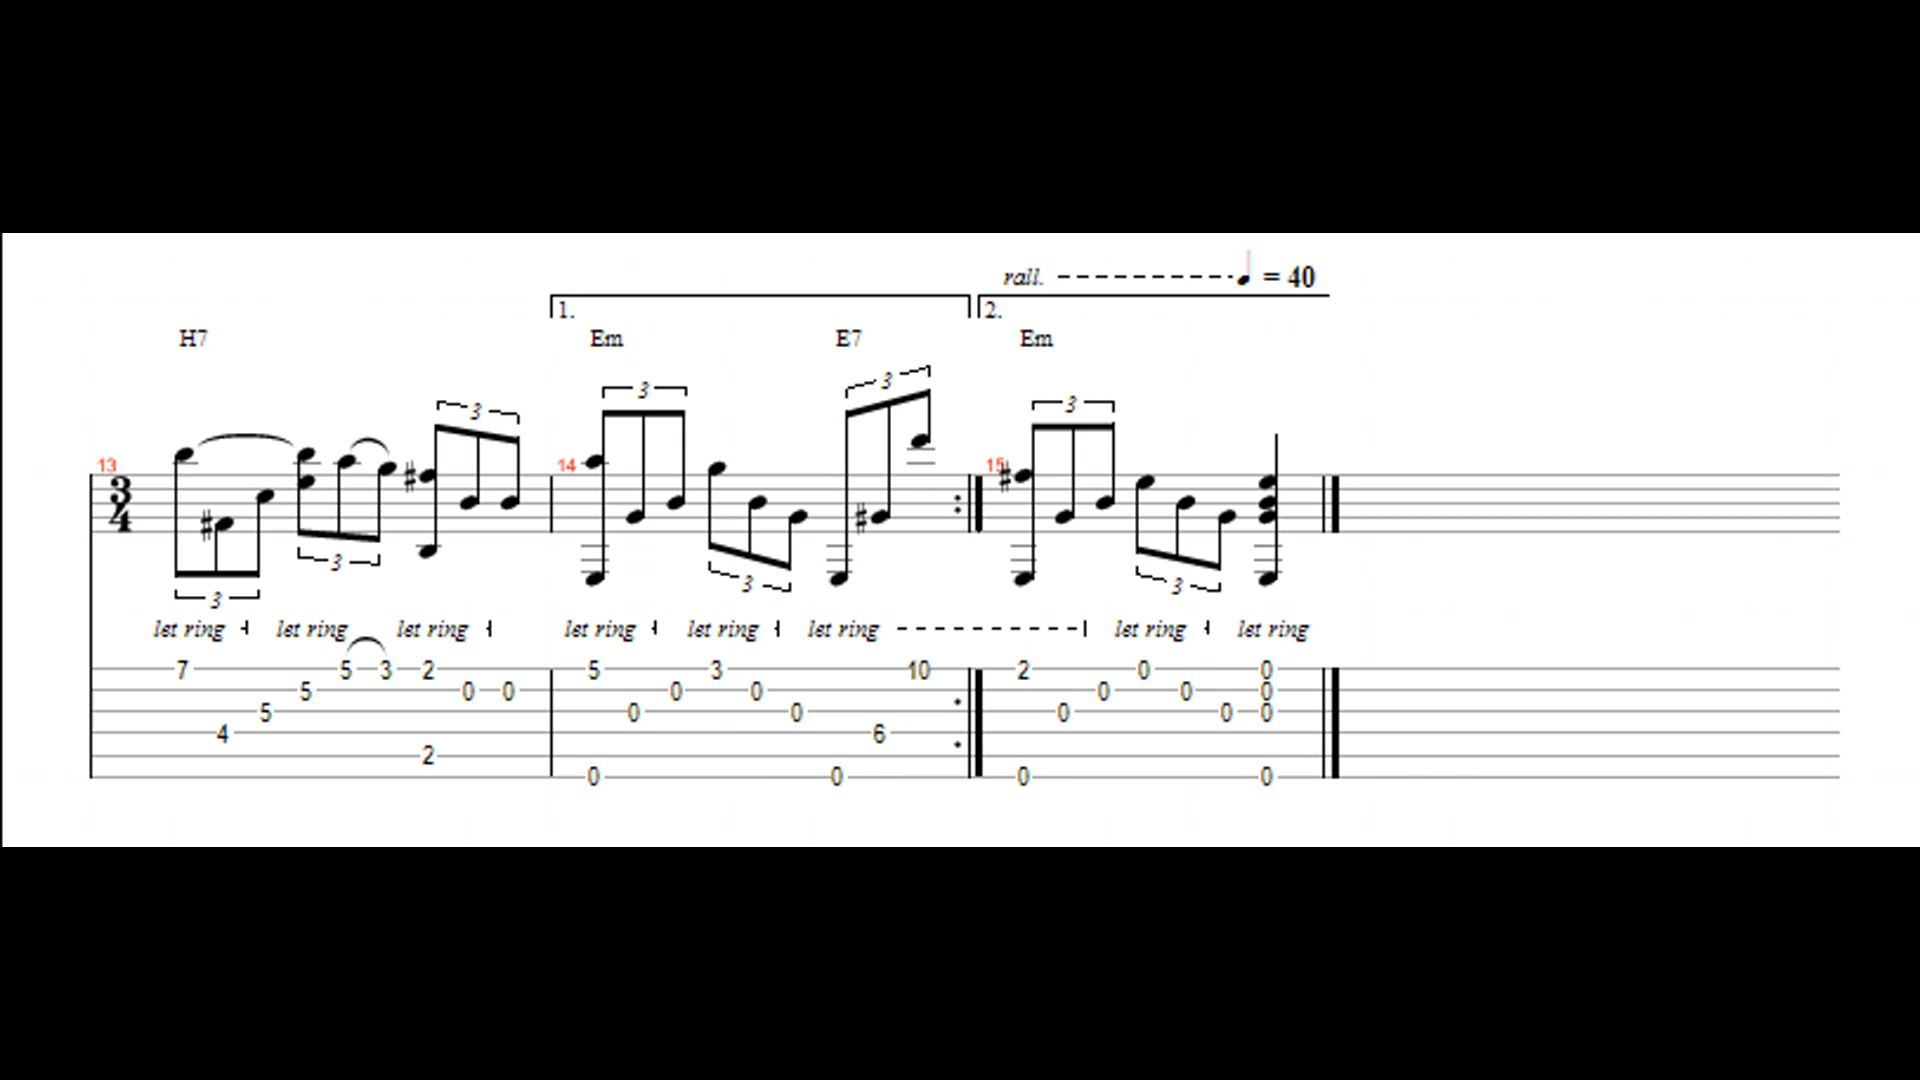 rall. = 40
1. 2.
H7 Em E7 Em
3 3 3 3 3 3 3 3
13 14 15
3
4
let ring let ring let ring let ring let ring let ring let ring let ring
7 5 3 2 5 3 10 2 0 0
5 0 0 0 0 0 0 0
5 0 0 0 0 0
4 6
2
0 0 0 0